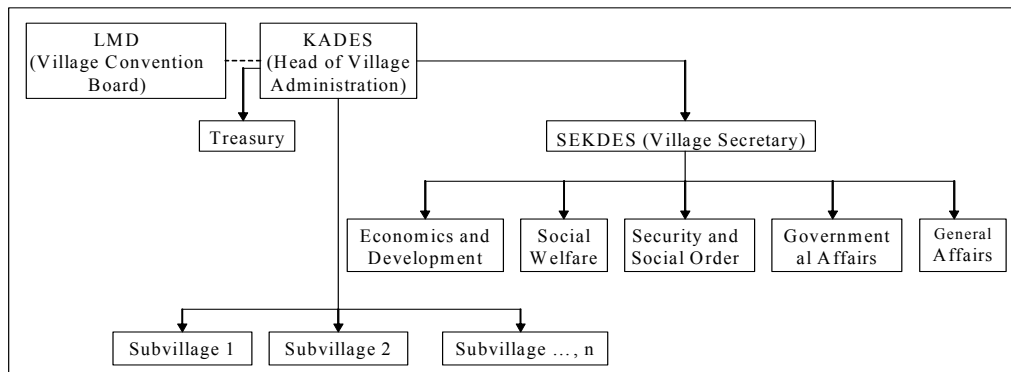 LMD
(Village Convention
Board)
KADES
(Head of Village
Administration)
Treasury
SEKDES (Village Secretary)
Economics and
Development
Social
Welfare
Security and
Social Order
Government
al Affairs
General
Affairs
Subvillage 1
Subvillage 2
Subvillage ..., n